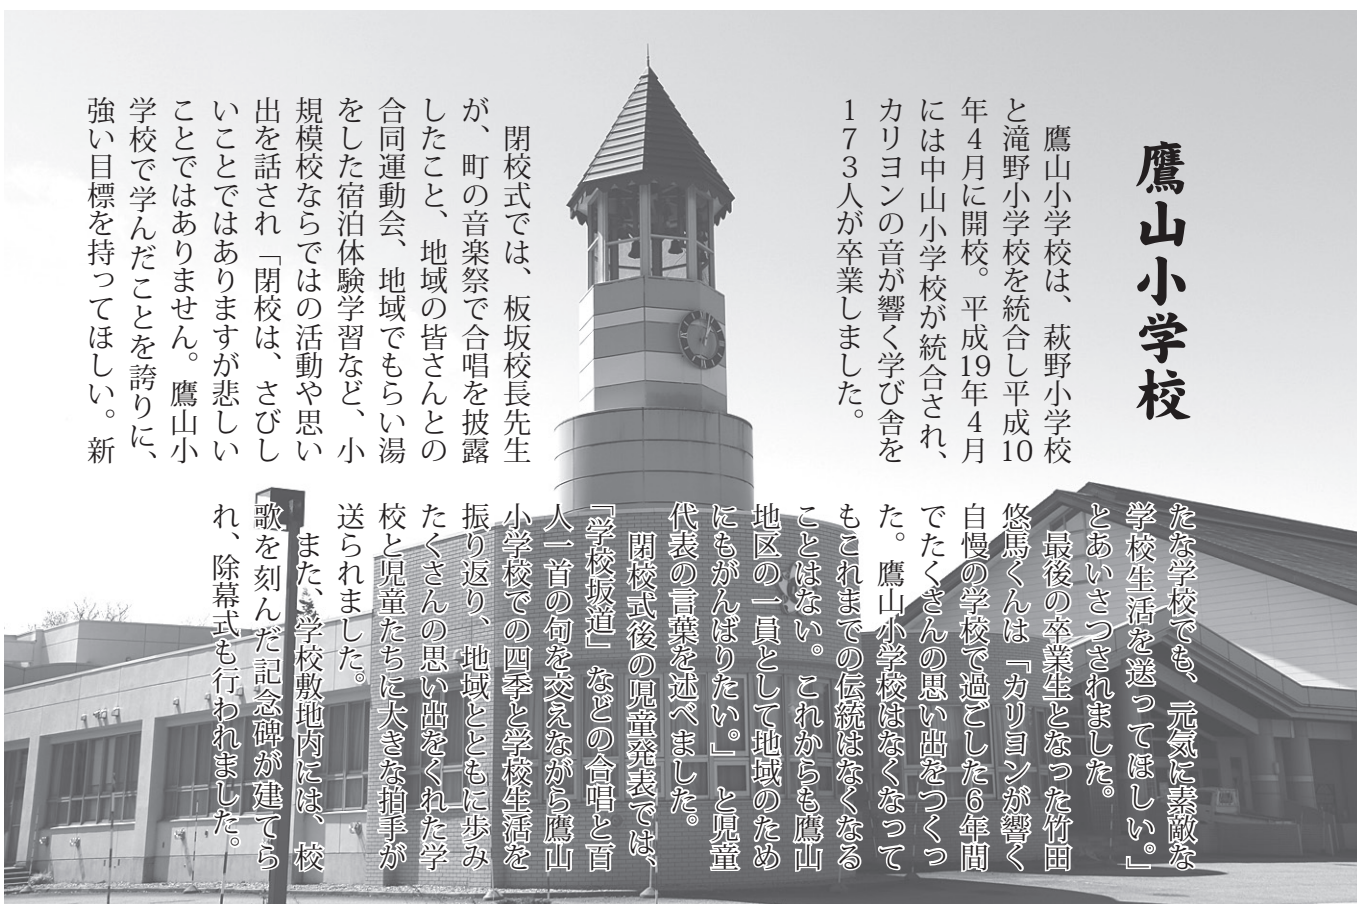 鷹山小学校
鷹山小学校は、萩野小学校
と滝野小学校を統合し平成10
年4月に開校。平成19年4月
には中山小学校が統合され、
カリヨンの音が響く学び舎を
173人が卒業しました。
閉校式では、板坂校長先生
が、町の音楽祭で合唱を披露
したこと、地域の皆さんとの
合同運動会、地域でもらい湯
をした宿泊体験学習など、小
規模校ならではの活動や思い
出を話され「閉校は、さびし
いことではありますが悲しい
ことではありません。鷹山小
学校で学んだことを誇りに、
強い目標を持ってほしい。新
たな学校でも、元気に素敵な
学校生活を送ってほしい。」
とあいさつされました。
最後の卒業生となった竹田
悠馬くんは「カリヨンが響く
自慢の学校で過ごした6年間
でたくさんの思い出をつくっ
た。鷹山小学校はなくなって
もこれまでの伝統はなくなる
ことはない。これからも鷹山
地区の一員として地域のため
にもがんばりたい。」と児童
代表の言葉を述べました。
閉校式後の児童発表では、
「学校坂道」などの合唱と百
人一首の句を交えながら鷹山
小学校での四季と学校生活を
振り返り、地域とともに歩み
たくさんの思い出をくれた学
校と児童たちに大きな拍手が
送られました。
また、学校敷地内には、校
歌を刻んだ記念碑が建てら
れ、除幕式も行われました。